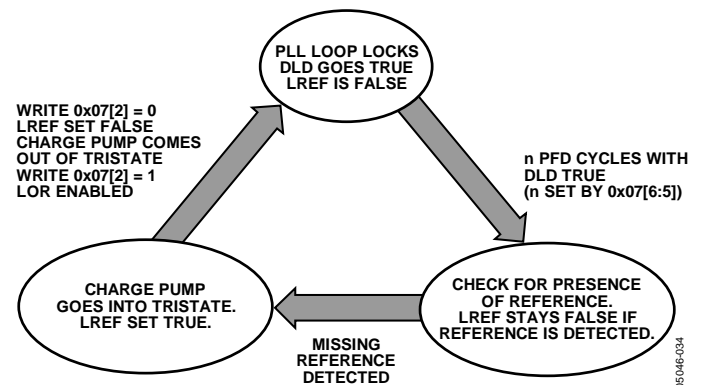 PLL LOOP LOCKS
DLD GOES TRUE
LREF IS FALSE
WRITE 0x07[2] = 0
LREF SET FALSE
CHARGE PUMP COMES
OUT OF TRISTATE
WRITE 0x07[2] = 1
LOR ENABLED
n PFD CYCLES WITH
DLD TRUE
(n SET BY 0x07[6:5])
CHARGE PUMP
GOES INTO TRISTATE.
LREF SET TRUE.
CHECK FOR PRESENCE
OF REFERENCE.
LREF STAYS FALSE IF
REFERENCE IS DETECTED.
MISSING
REFERENCE
DETECTED
05046-034